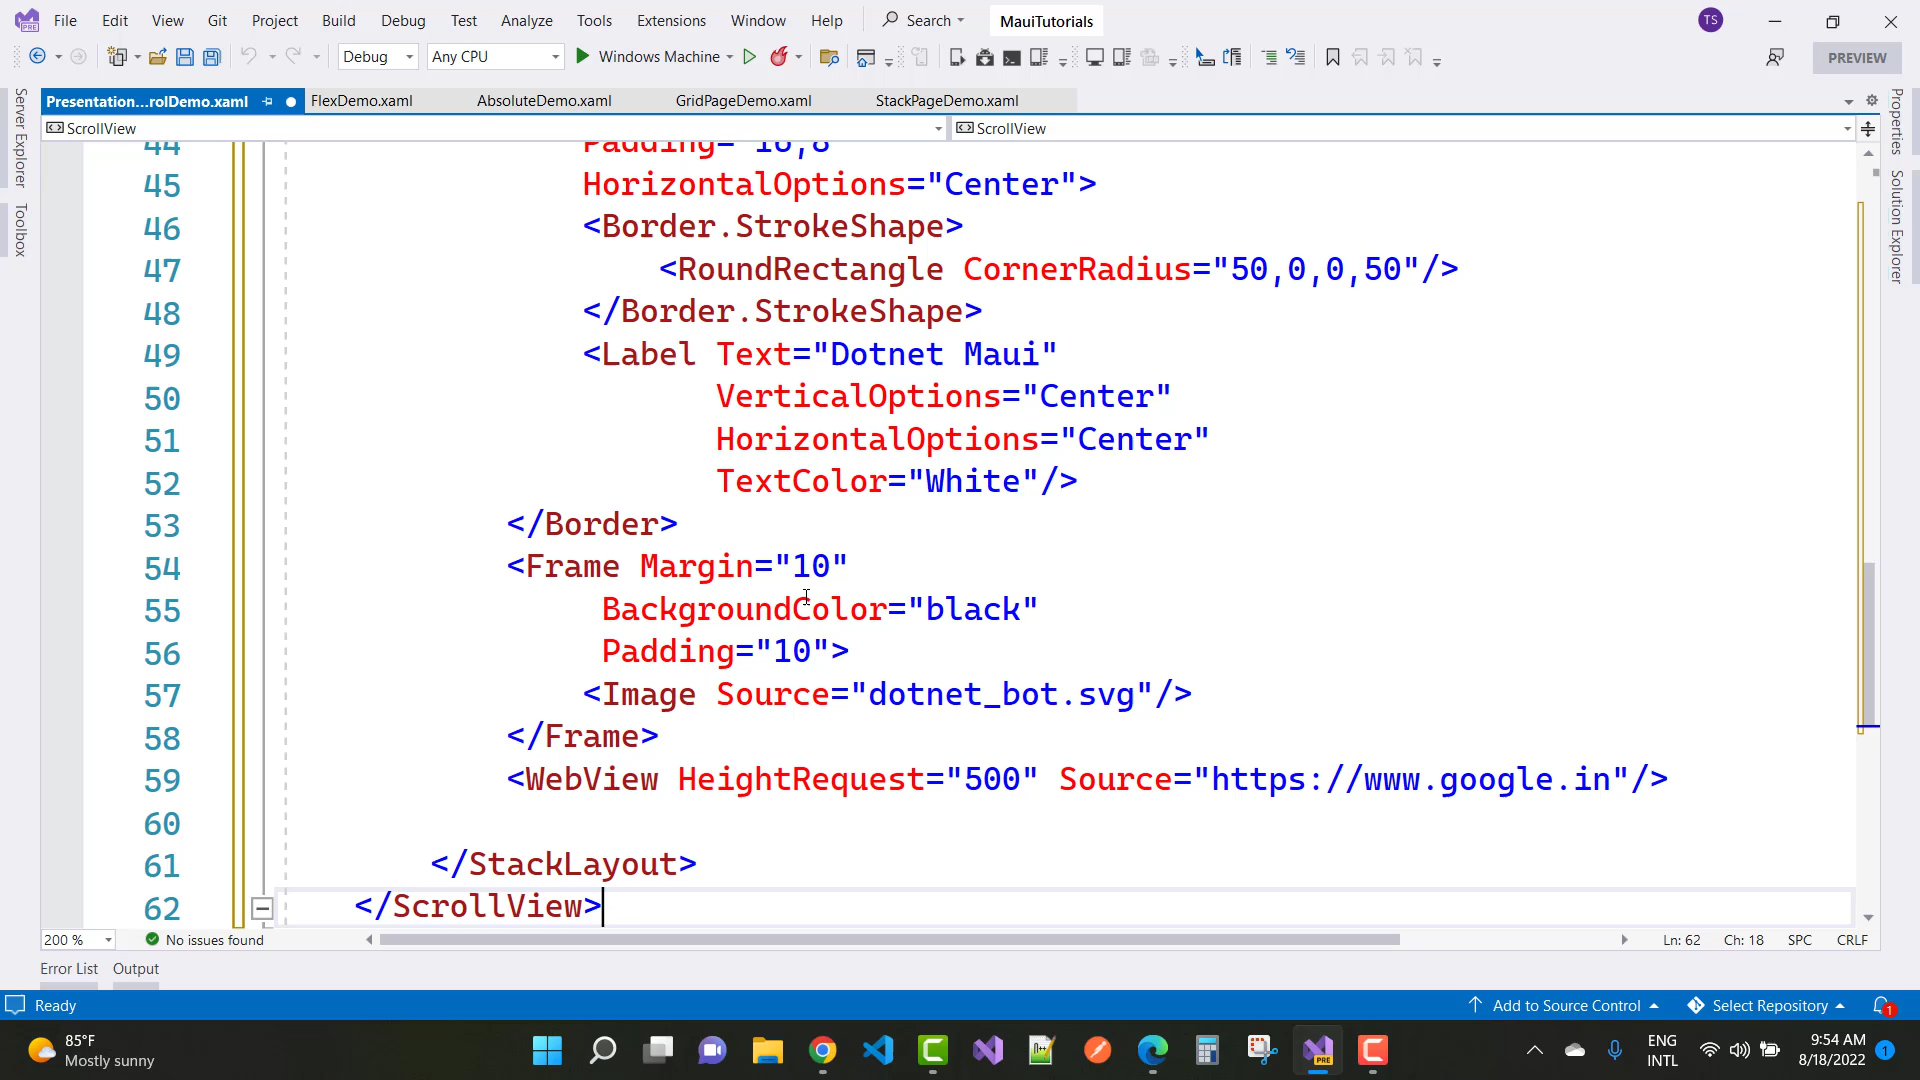 File Edit View Git Project Build Debug Test Analyze Tools Extensions Window Help Search MauiTutorials TS
Debug Any CPU Windows Machine PREVIEW
Presentation...rolDemo.xaml FlexDemo.xaml AbsoluteDemo.xaml GridPageDemo.xaml StackPageDemo.xaml
ScrollView ScrollView
Server Explorer
Toolbox
Properties
Solution Explorer
44 Padding="16,8"
45 HorizontalOptions="Center">
46 <Border.StrokeShape>
47 <RoundRectangle CornerRadius="50,0,0,50"/>
48 </Border.StrokeShape>
49 <Label Text="Dotnet Maui"
50 VerticalOptions="Center"
51 HorizontalOptions="Center"
52 TextColor="White"/>
53 </Border>
54 <Frame Margin="10"
55 BackgroundColor="black"
56 Padding="10">
57 <Image Source="dotnet_bot.svg"/>
58 </Frame>
59 <WebView HeightRequest="500" Source="https://www.google.in"/>
60
61 </StackLayout>
62 </ScrollView>
200 % No issues found Ln: 62 Ch: 18 SPC CRLF
Error List Output
Ready Add to Source Control Select Repository 1
85°F
Mostly sunny
PRE
ENG
INTL
9:54 AM
8/18/2022
1